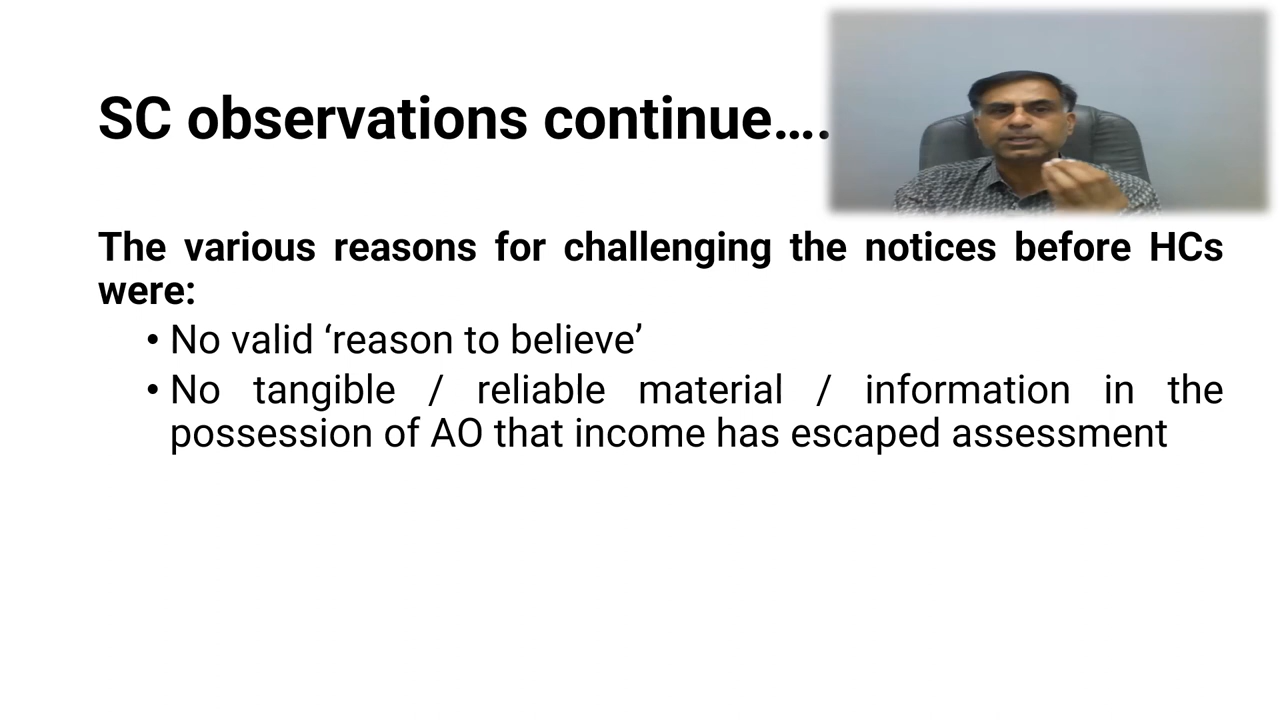 SC observations continue….
The various reasons for challenging the notices before HCs
were:
• No valid ‘reason to believe’
• No tangible / reliable material / information in the
possession of AO that income has escaped assessment